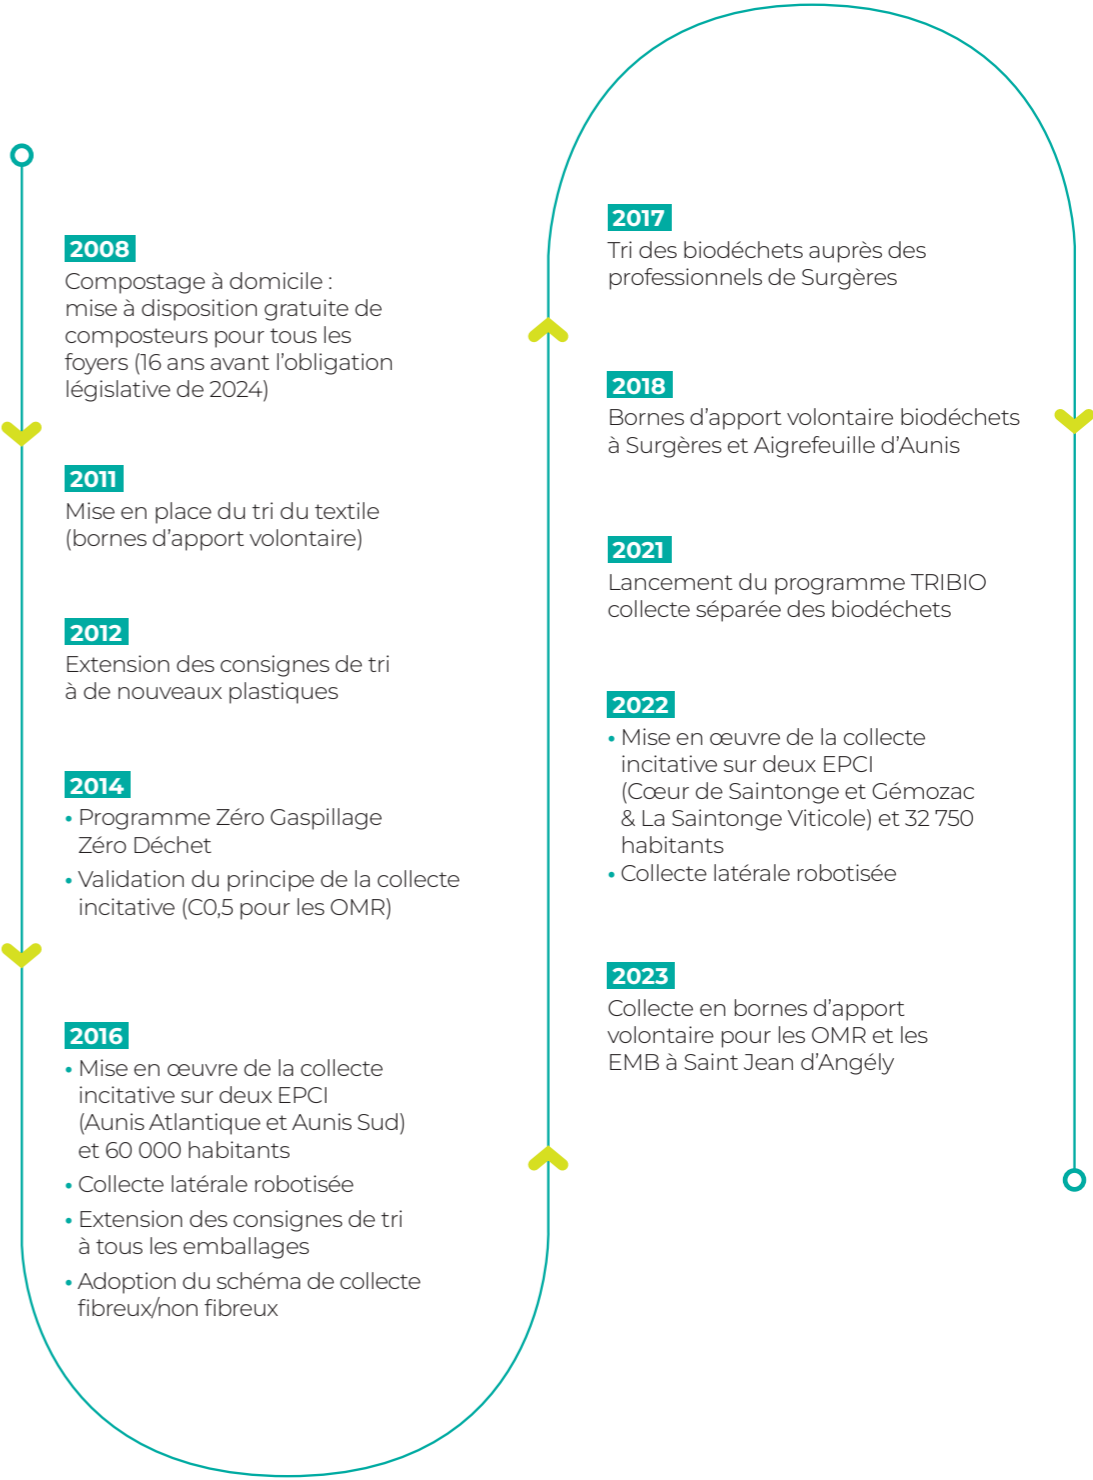 2008
Compostage à domicile :
mise à disposition gratuite de
composteurs pour tous les
foyers (16 ans avant l’obligation
législative de 2024)
2011
Mise en place du tri du textile
(bornes d’apport volontaire)
2012
Extension des consignes de tri
à de nouveaux plastiques
2014
• Programme Zéro Gaspillage
Zéro Déchet
• Validation du principe de la collecte
incitative (C0,5 pour les OMR)
2016
• Mise en œuvre de la collecte
incitative sur deux EPCI
(Aunis Atlantique et Aunis Sud)
et 60 000 habitants
• Collecte latérale robotisée
• Extension des consignes de tri
à tous les emballages
• Adoption du schéma de collecte
fibreux/non fibreux
2017
Tri des biodéchets auprès des
professionnels de Surgères
2018
Bornes d’apport volontaire biodéchets
à Surgères et Aigrefeuille d’Aunis
2021
Lancement du programme TRIBIO
collecte séparée des biodéchets
2022
• Mise en œuvre de la collecte
incitative sur deux EPCI
(Cœur de Saintonge et Gémozac
& La Saintonge Viticole) et 32 750
habitants
• Collecte latérale robotisée
2023
Collecte en bornes d’apport
volontaire pour les OMR et les
EMB à Saint Jean d’Angély